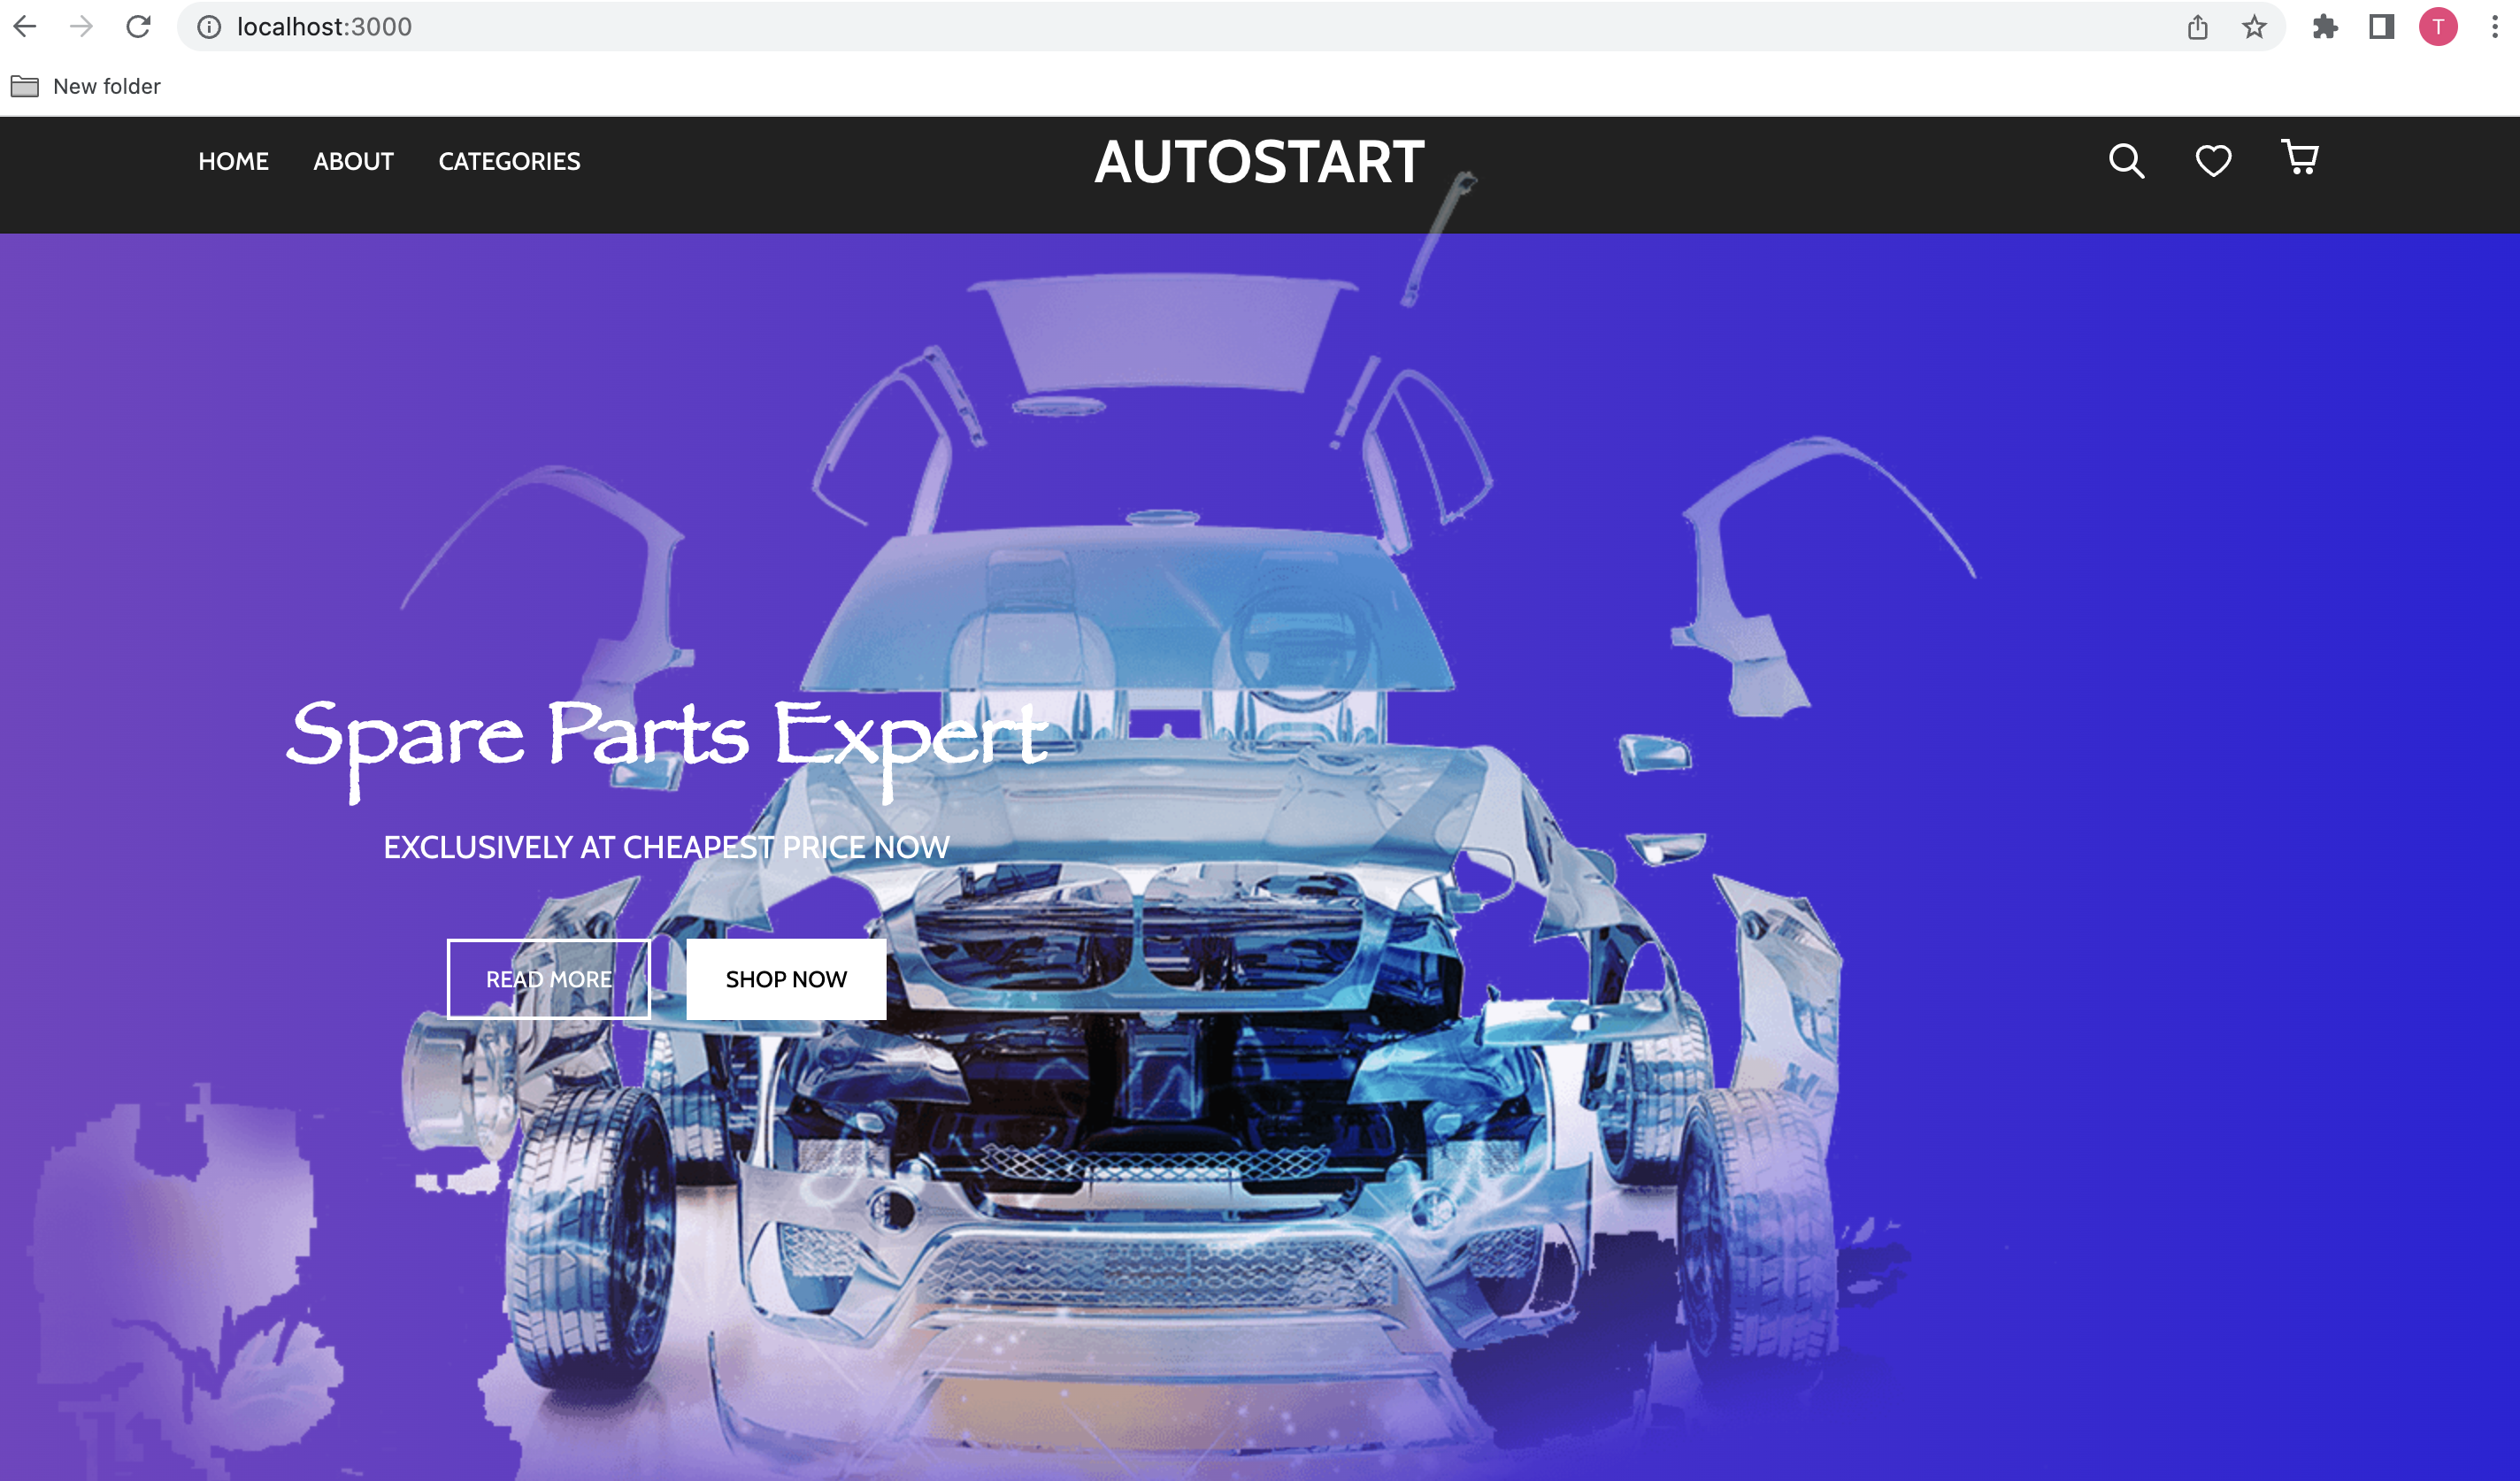 localhost:3000
T
New folder
HOME ABOUT CATEGORIES AUTOSTART
Spare Parts Expert
EXCLUSIVELY AT CHEAPEST PRICE NOW
READ MORE SHOP NOW